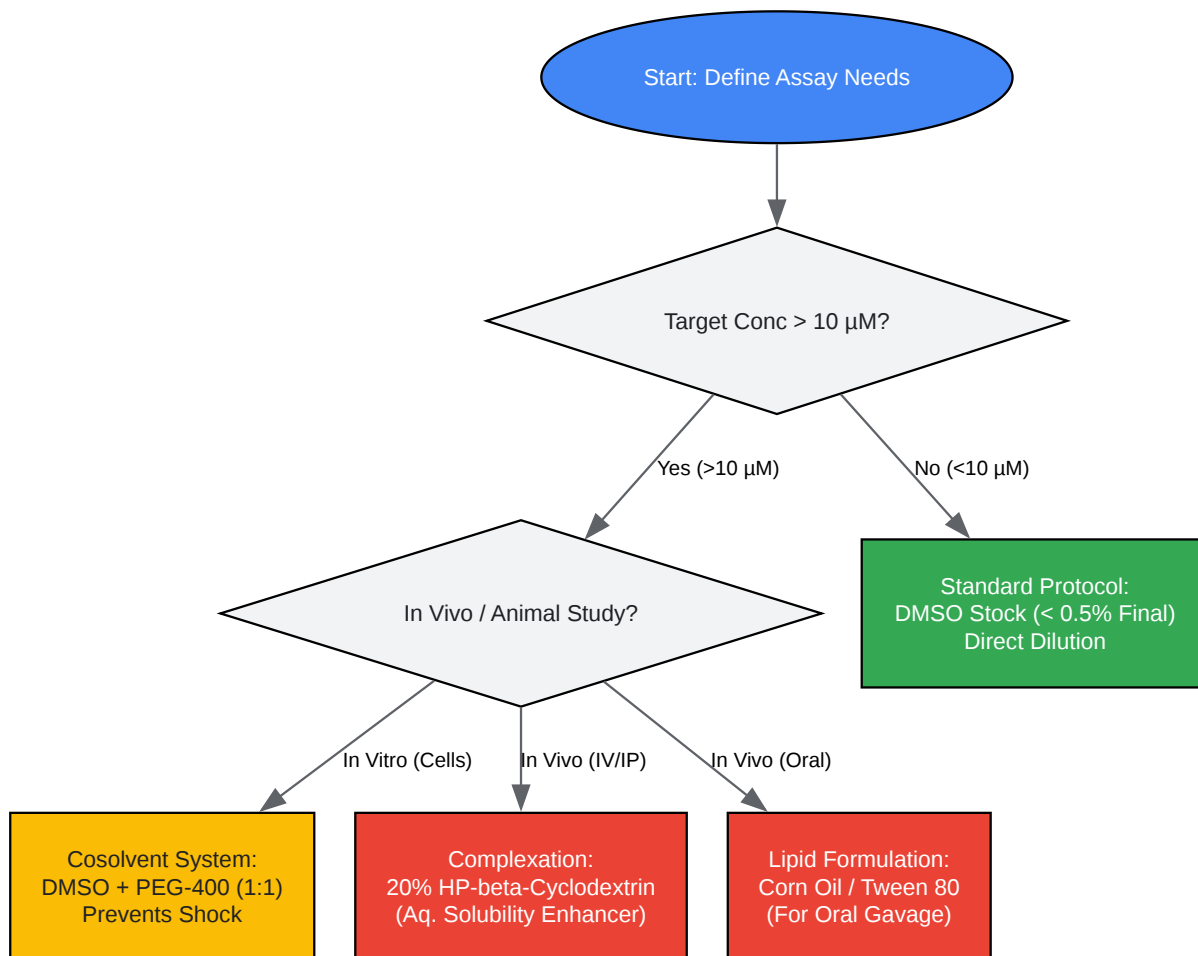 Start: Define Assay Needs
Target Conc > 10 µM?
Yes (>10 µM)
No (<10 µM)
In Vivo / Animal Study?
Standard Protocol:
DMSO Stock (< 0.5% Final)
Direct Dilution
In Vitro (Cells)
In Vivo (IV/IP)
In Vivo (Oral)
Cosolvent System:
DMSO + PEG-400 (1:1)
Prevents Shock
Complexation:
20% HP-beta-Cyclodextrin
(Aq. Solubility Enhancer)
Lipid Formulation:
Corn Oil / Tween 80
(For Oral Gavage)